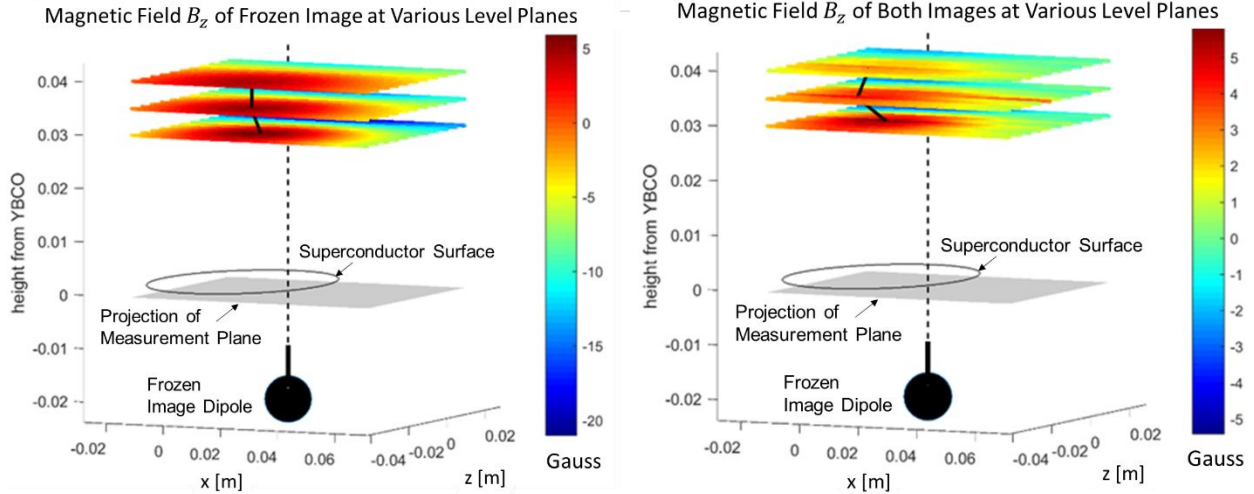 Magnetic Field B_z of Frozen Image at Various Level Planes
height from YBCO
0.04
0.03
0.02
0.01
0
-0.01
-0.02
Superconductor Surface
Projection of
Measurement Plane
Frozen
Image Dipole
-0.02
0
0.02
0.04
0.06
x [m]
-0.02
0
0.02
z [m]
5
0
-5
-10
-15
-20
Gauss
Magnetic Field B_z of Both Images at Various Level Planes
height from YBCO
0.04
0.03
0.02
0.01
0
-0.01
-0.02
Superconductor Surface
Projection of
Measurement Plane
Frozen
Image Dipole
-0.02
0
0.02
0.04
0.06
x [m]
-0.02
0
0.02
z [m]
5
4
3
2
1
0
-1
-2
-3
-4
-5
Gauss